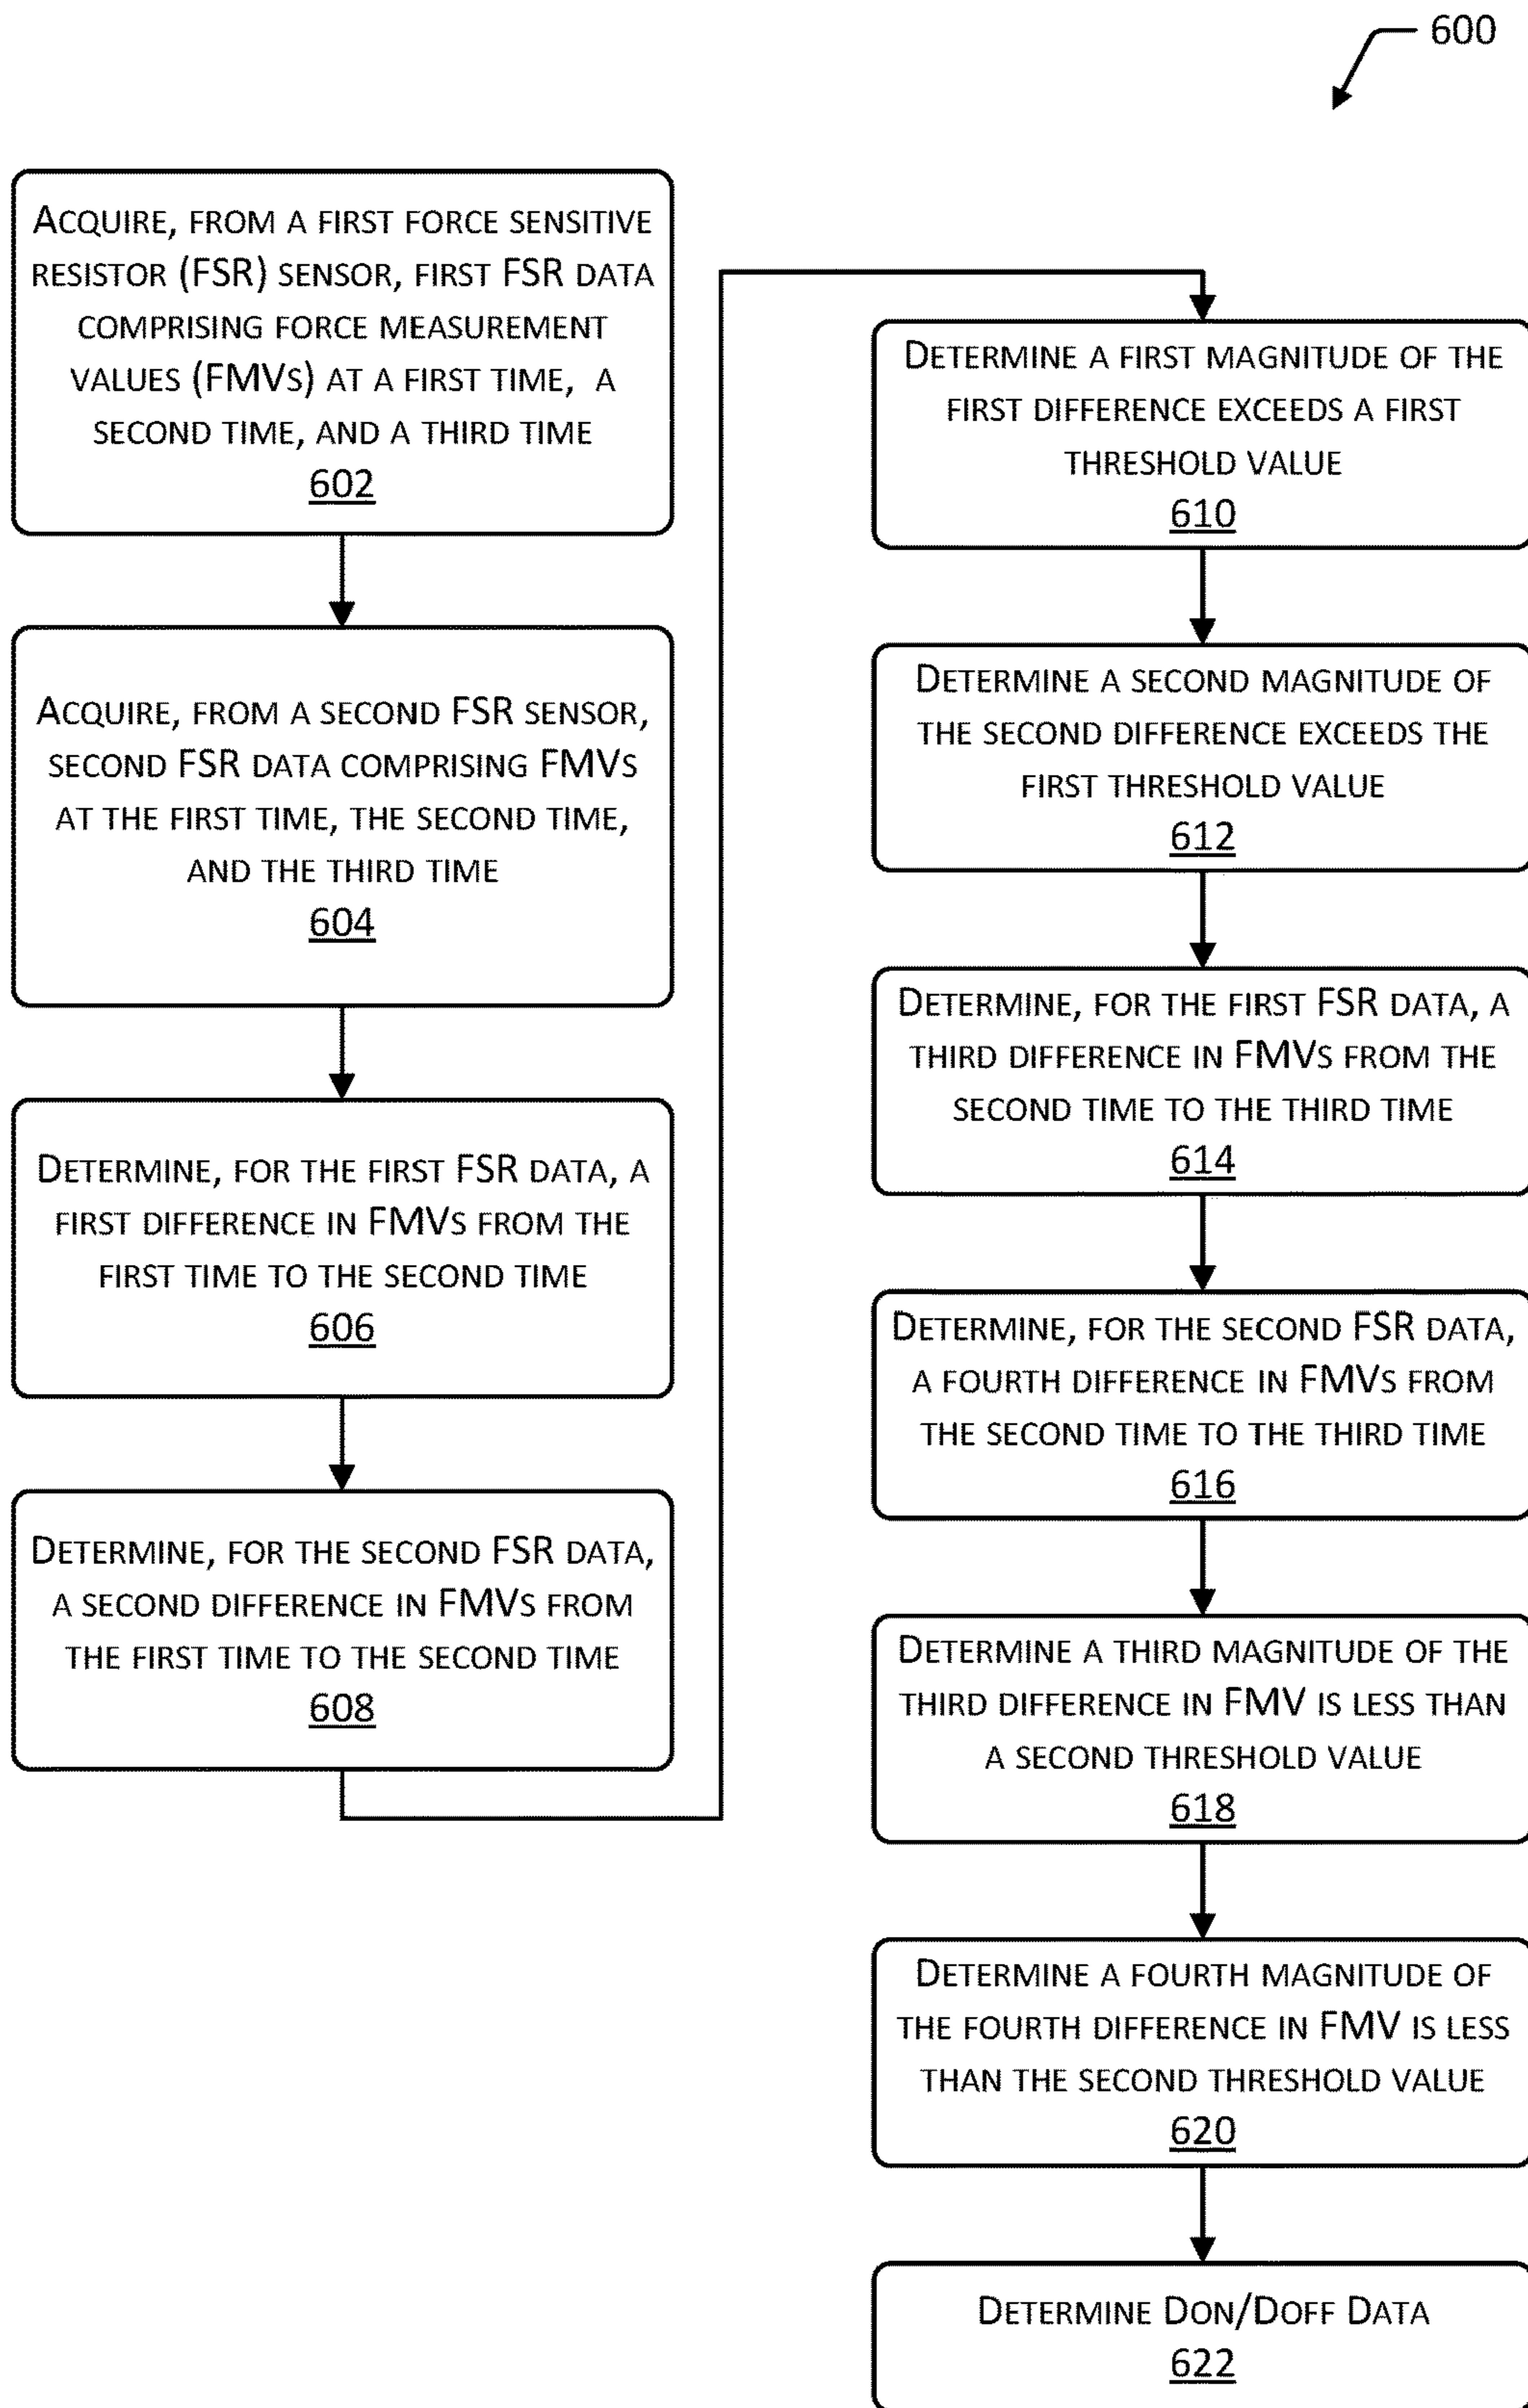 600
Acquire, from a first force sensitive
resistor (FSR) sensor, first FSR data
comprising force measurement
values (FMVs) at a first time, a
second time, and a third time
602
Acquire, from a second FSR sensor,
second FSR data comprising FMVs
at the first time, the second time,
and the third time
604
Determine, for the first FSR data, a
first difference in FMVs from the
first time to the second time
606
Determine, for the second FSR data,
a second difference in FMVs from
the first time to the second time
608
Determine a first magnitude of the
first difference exceeds a first
threshold value
610
Determine a second magnitude of
the second difference exceeds the
first threshold value
612
Determine, for the first FSR data, a
third difference in FMVs from the
second time to the third time
614
Determine, for the second FSR data,
a fourth difference in FMVs from
the second time to the third time
616
Determine a third magnitude of the
third difference in FMV is less than
a second threshold value
618
Determine a fourth magnitude of
the fourth difference in FMV is less
than the second threshold value
620
Determine Don/Doff Data
622